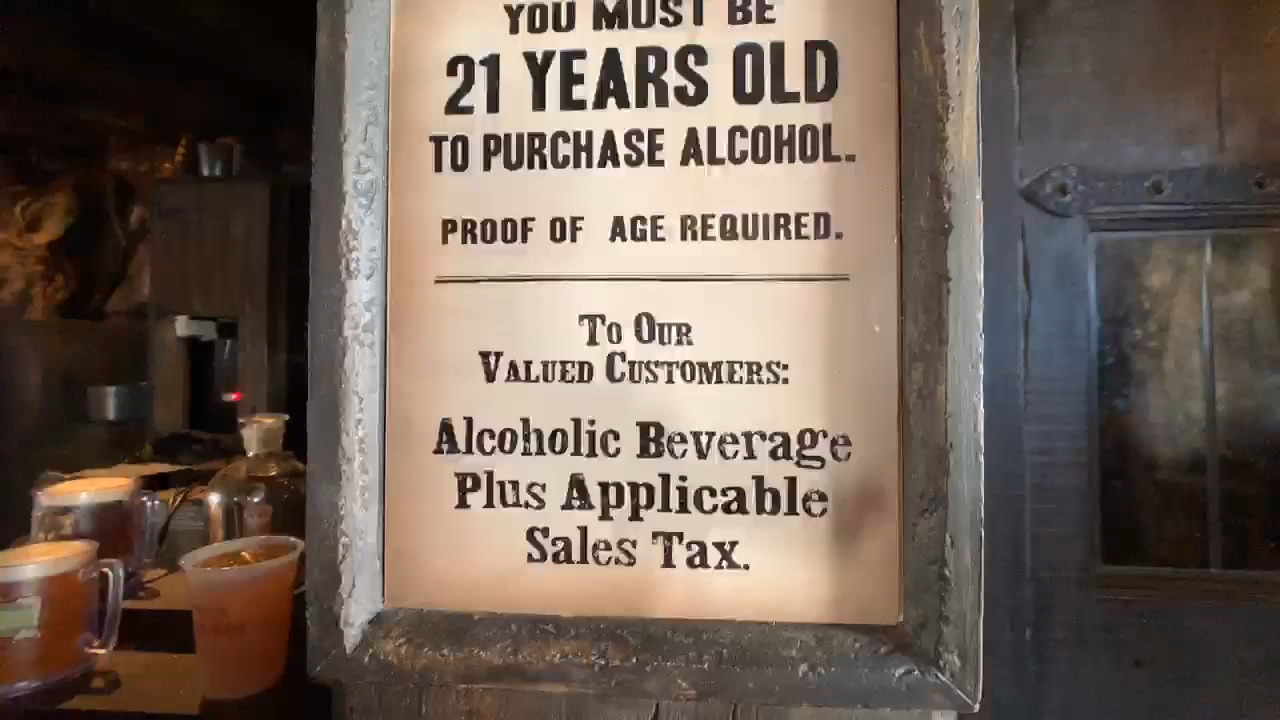 YOU MUST BE
21 YEARS OLD
TO PURCHASE ALCOHOL.
PROOF OF AGE REQUIRED.
To Our
Valued Customers:
Alcoholic Beverage
Plus Applicable
Sales Tax.